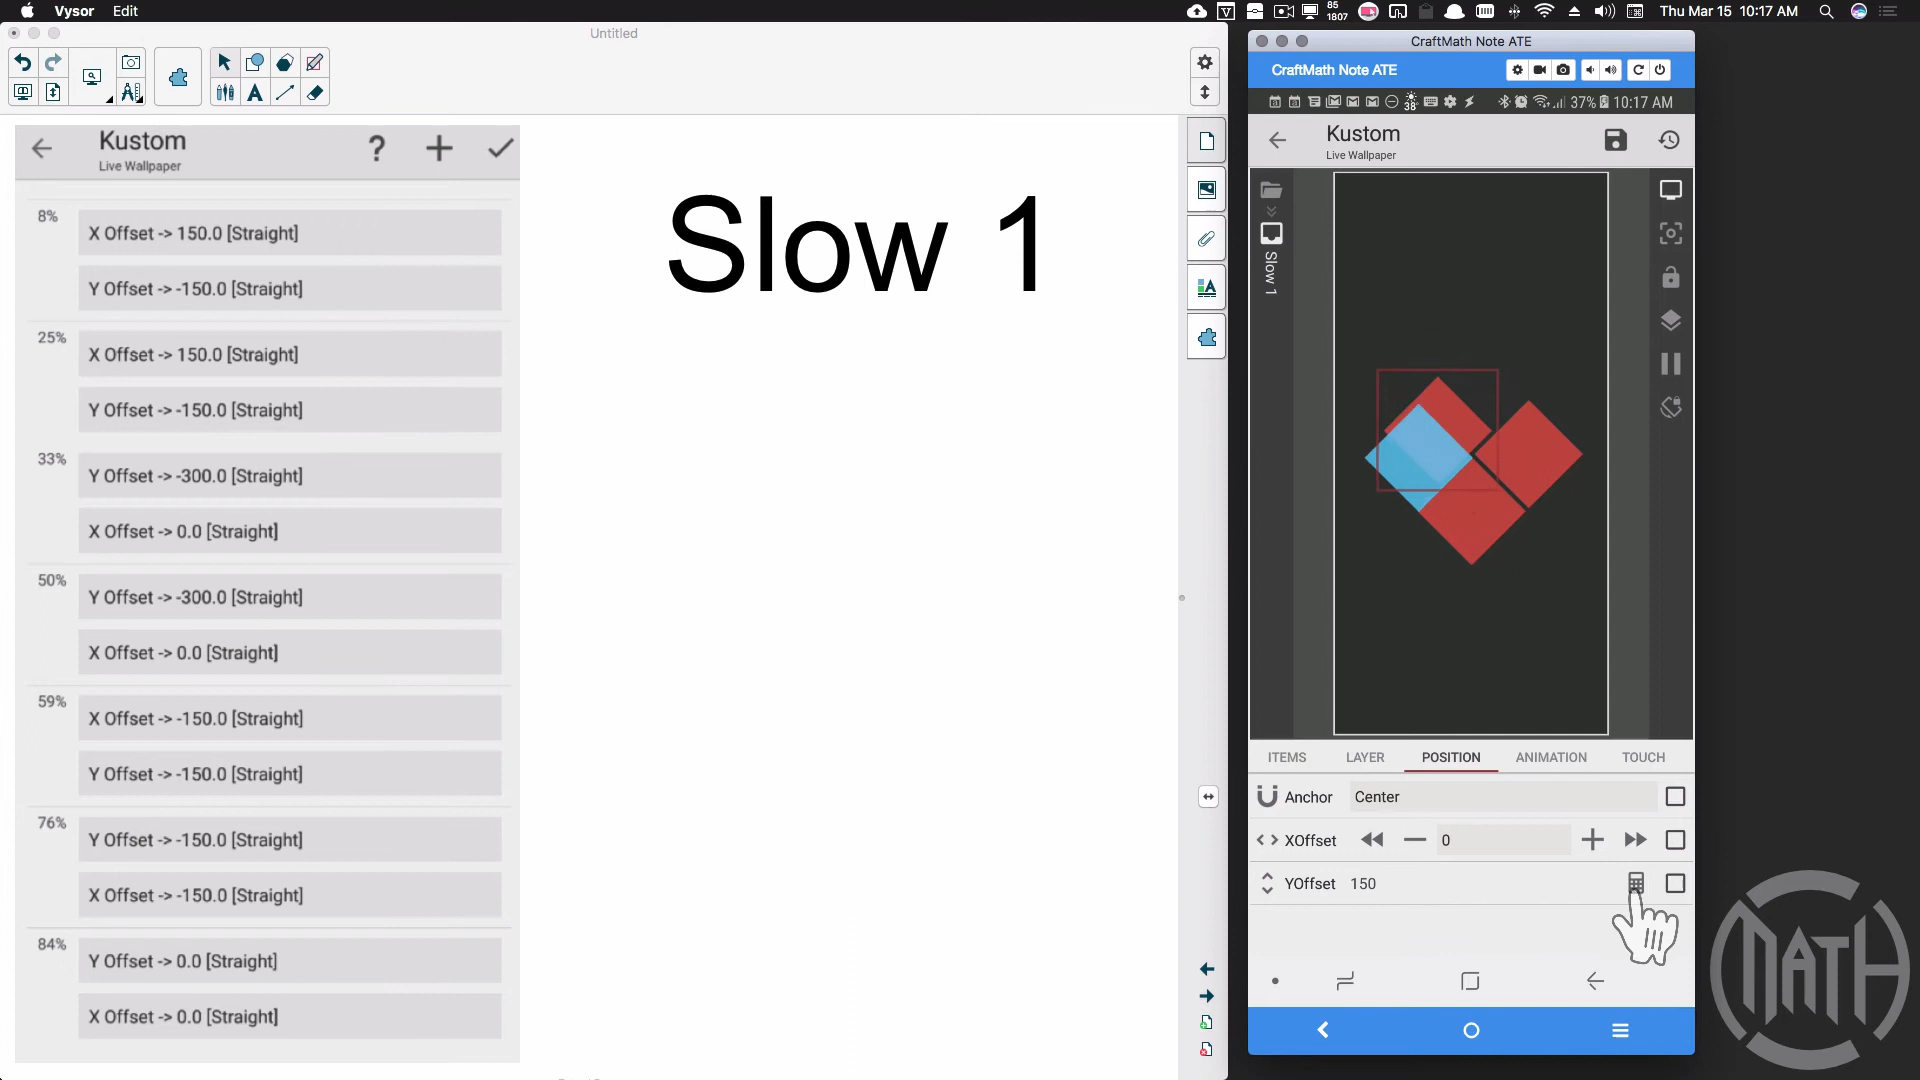 Vysor Edit
85
1807
Thu Mar 15 10:17 AM
Untitled
Kustom
Live Wallpaper
?
8%
X Offset -> 150.0 [Straight]
Y Offset -> -150.0 [Straight]
25%
X Offset -> 150.0 [Straight]
Y Offset -> -150.0 [Straight]
33%
Y Offset -> -300.0 [Straight]
X Offset -> 0.0 [Straight]
50%
Y Offset -> -300.0 [Straight]
X Offset -> 0.0 [Straight]
59%
X Offset -> -150.0 [Straight]
Y Offset -> -150.0 [Straight]
76%
Y Offset -> -150.0 [Straight]
X Offset -> -150.0 [Straight]
84%
Y Offset -> 0.0 [Straight]
X Offset -> 0.0 [Straight]
Slow 1
CraftMath Note ATE
CraftMath Note ATE
38
37% 10:17 AM
Kustom
Live Wallpaper
Slow 1
ITEMS LAYER POSITION ANIMATION TOUCH
Anchor Center
XOffset 0
YOffset 150
MATH